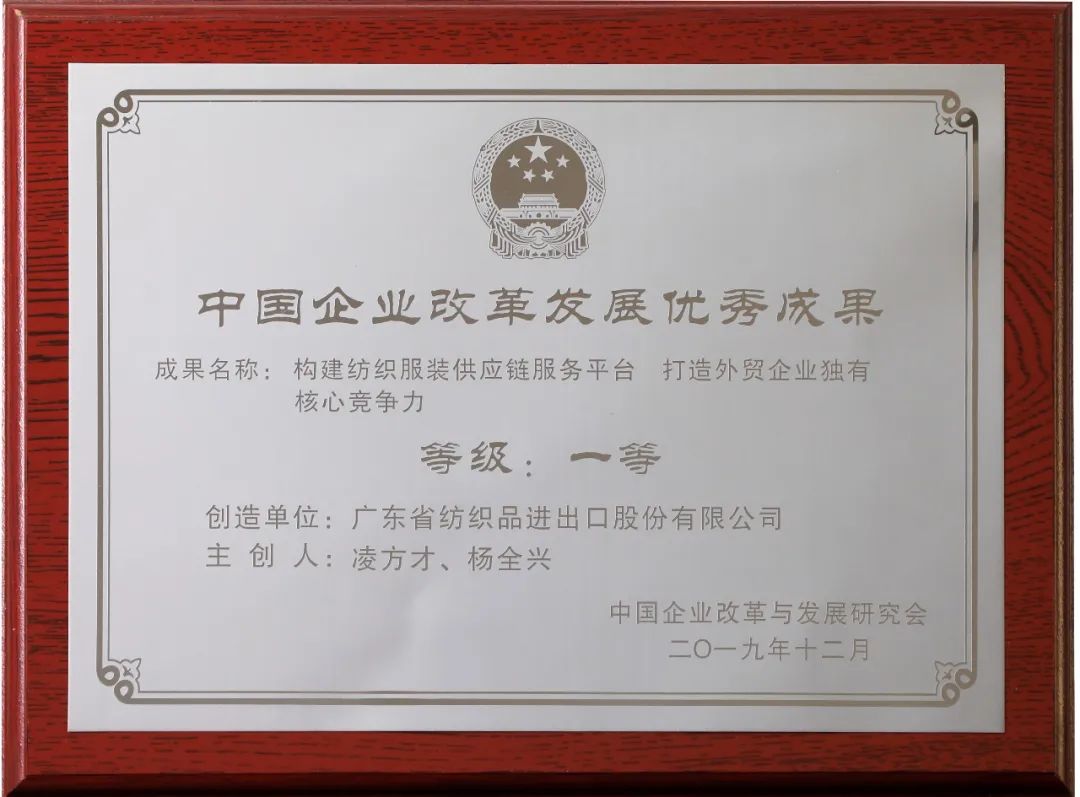 中国企业改革发展优秀成果
成果名称：构建纺织服装供应链服务平台 打造外贸企业独有
核心竞争力
等级：一等
创造单位：广东省纺织品进出口股份有限公司
主创人：凌方才、杨全兴
中国企业改革与发展研究会
二〇一九年十二月